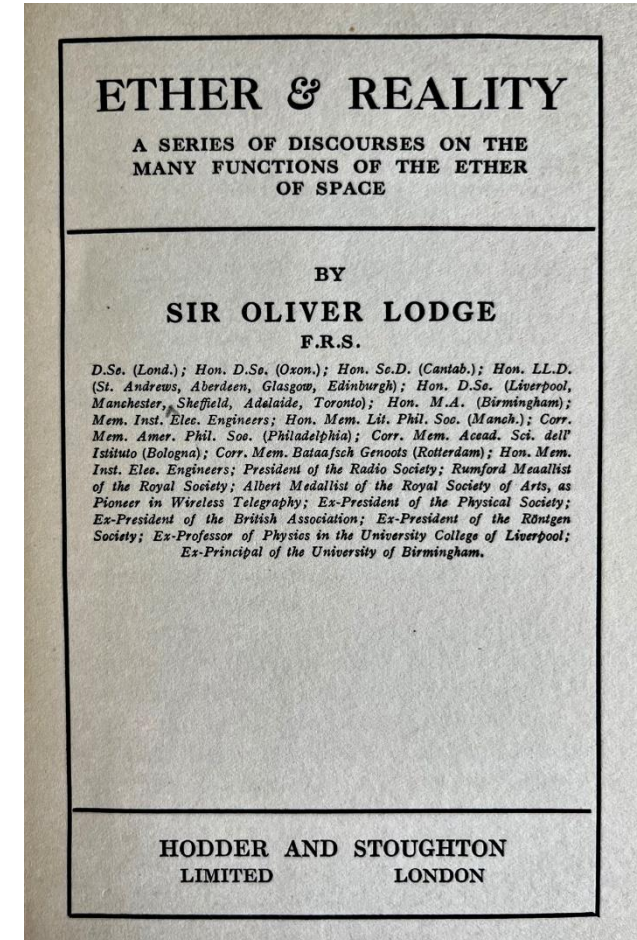 ETHER & REALITY
A SERIES OF DISCOURSES ON THE
MANY FUNCTIONS OF THE ETHER
OF SPACE
BY
SIR OLIVER LODGE
F.R.S.
D.Sc. (Lond.); Hon. D.Sc. (Oxon.); Hon. Sc.D. (Cantab.); Hon. LL.D.
(St. Andrews, Aberdeen, Glasgow, Edinburgh); Hon. D.Sc. (Liverpool,
Manchester, Sheffield, Adelaide, Toronto); Hon. M.A. (Birmingham);
Mem. Inst. Elec. Engineers; Hon. Mem. Lit. Phil. Soc. (Manch.); Corr.
Mem. Amer. Phil. Soc. (Philadelphia); Corr. Mem. Acead. Sci. dell'
Istituto (Bologna); Corr. Mem. Bataafsch Genoots (Rotterdam); Hon. Mem.
Inst. Elec. Engineers; President of the Radio Society; Rumford Meaallist
of the Royal Society; Albert Medallist of the Royal Society of Arts, as
Pioneer in Wireless Telegraphy; Ex-President of the Physical Society;
Ex-President of the British Association; Ex-President of the Röntgen
Society; Ex-Professor of Physics in the University College of Liverpool;
Ex-Principal of the University of Birmingham.
HODDER AND STOUGHTON
LIMITED LONDON